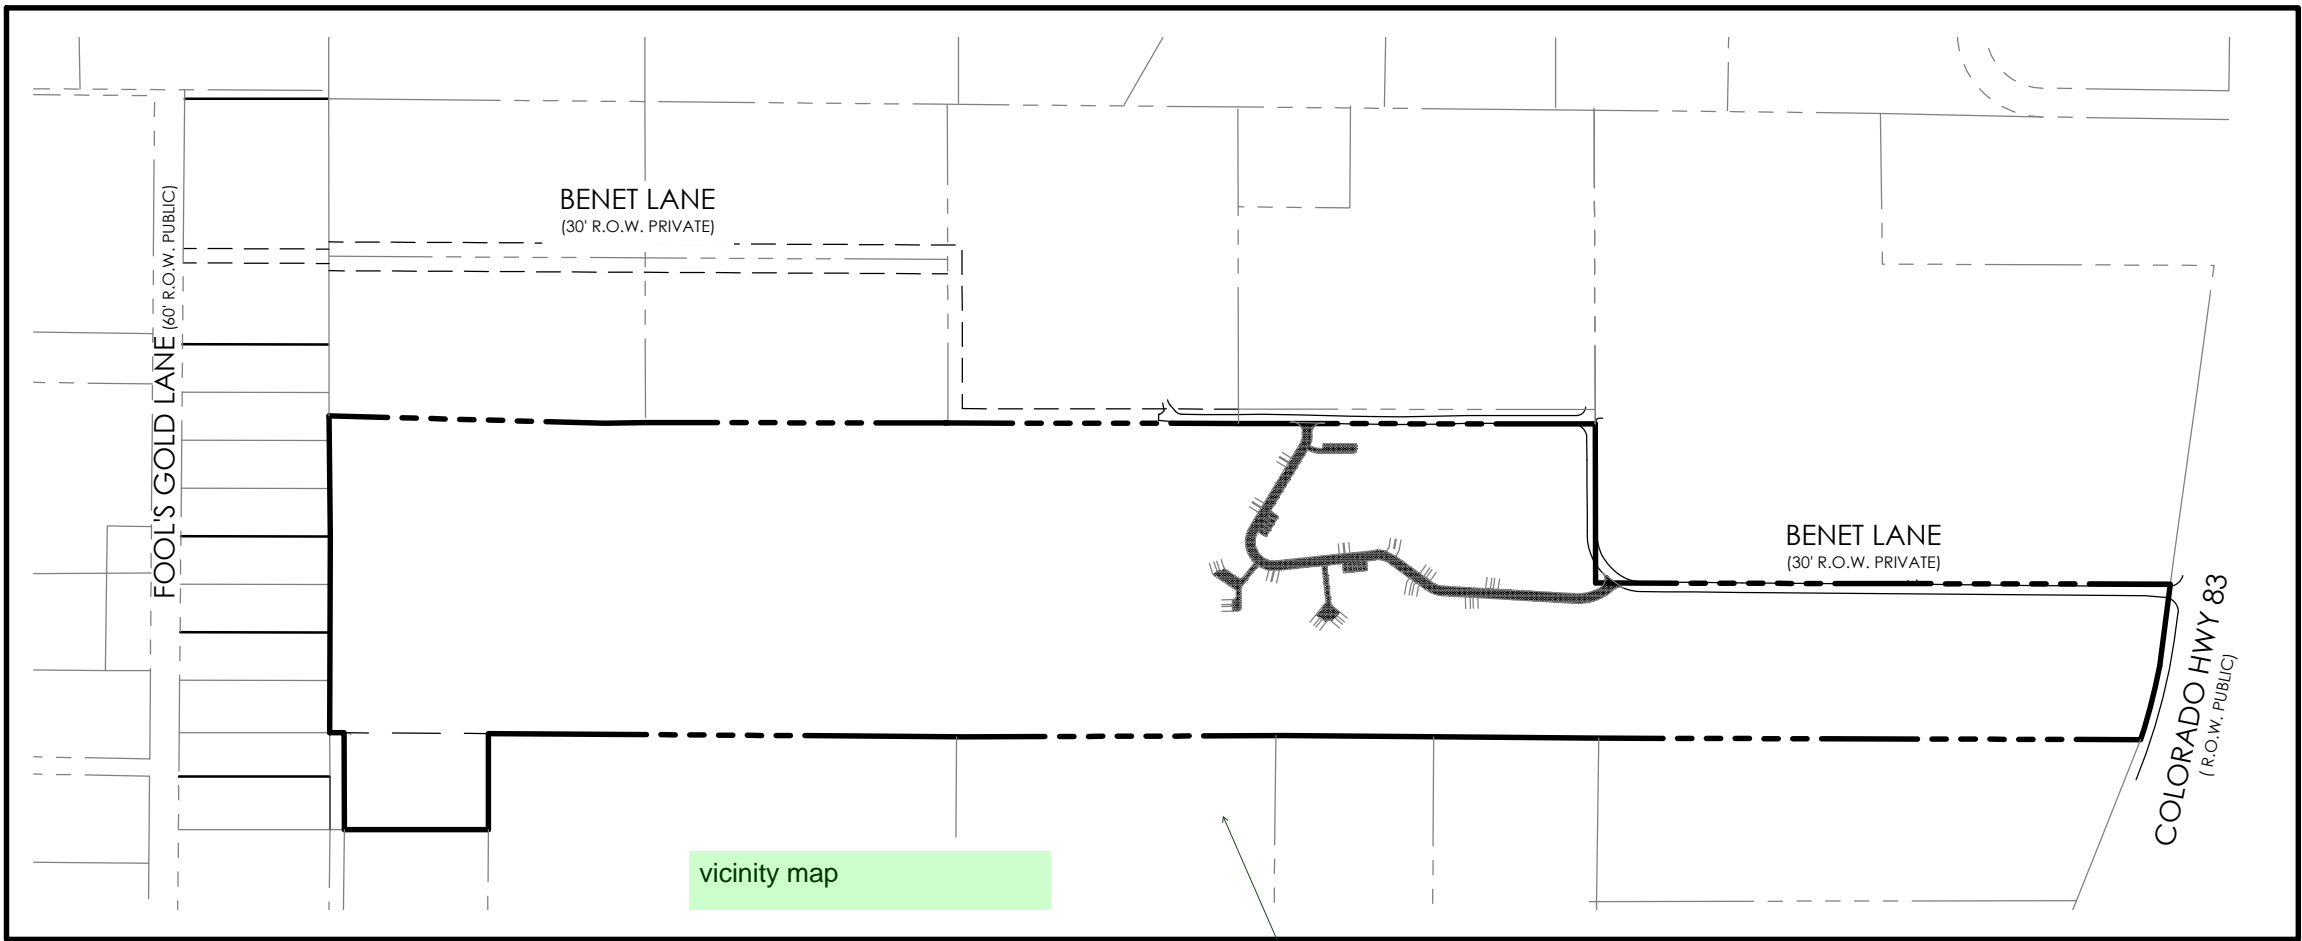 BENET LANE
(30' R.O.W. PRIVATE)
FOOL'S GOLD LANE (60' R.O.W. PUBLIC)
BENET LANE
(30' R.O.W. PRIVATE)
COLORADO HWY 83
( R.O.W. PUBLIC)
vicinity map